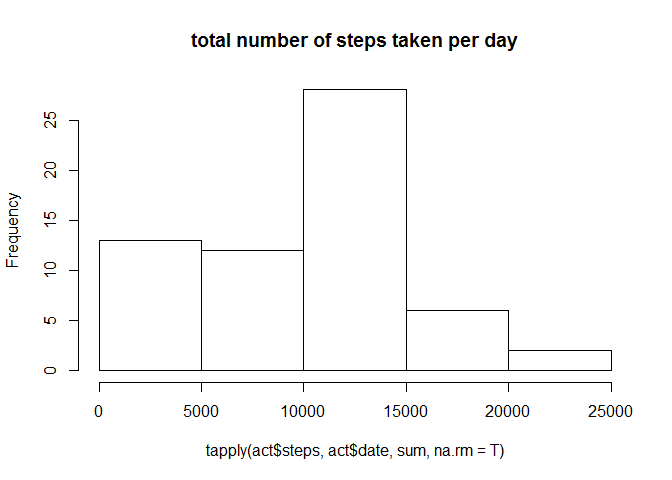 total number of steps taken per day
Frequency
25
20
15
10
5
0
0 5000 10000 15000 20000 25000
tapply(act$steps, act$date, sum, na.rm = T)